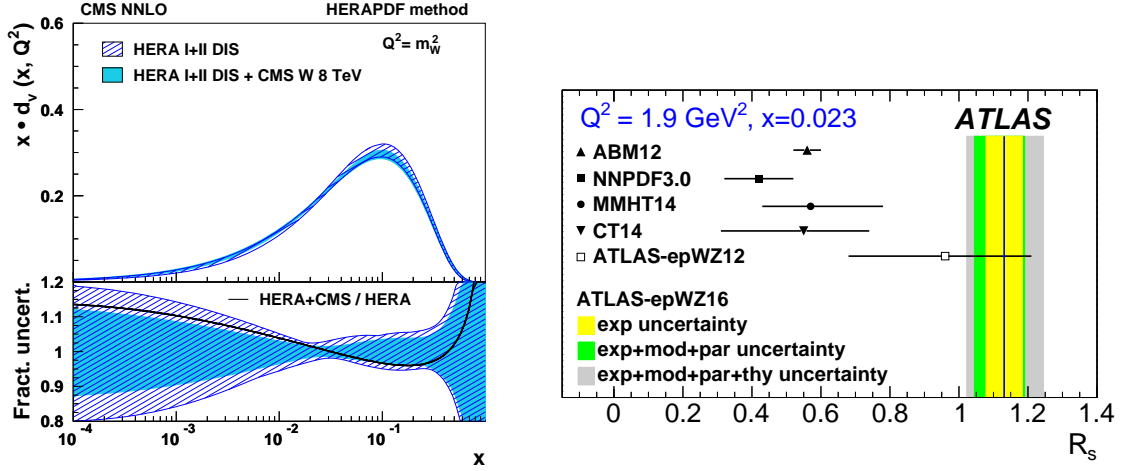 CMS NNLO HERAPDF method
x • d_v (x, Q²)
0.6
0.4
0.2
Q²= m_W²
HERA I+II DIS
HERA I+II DIS + CMS W 8 TeV
Fract. uncert.
1.2
1.1
1
0.9
0.8
HERA+CMS / HERA
10⁻⁴ 10⁻³ 10⁻² 10⁻¹
x
Q² = 1.9 GeV², x=0.023
ATLAS
ABM12
NNPDF3.0
MMHT14
CT14
ATLAS-epWZ12
ATLAS-epWZ16
exp uncertainty
exp+mod+par uncertainty
exp+mod+par+thy uncertainty
0 0.2 0.4 0.6 0.8 1 1.2 1.4
R_s